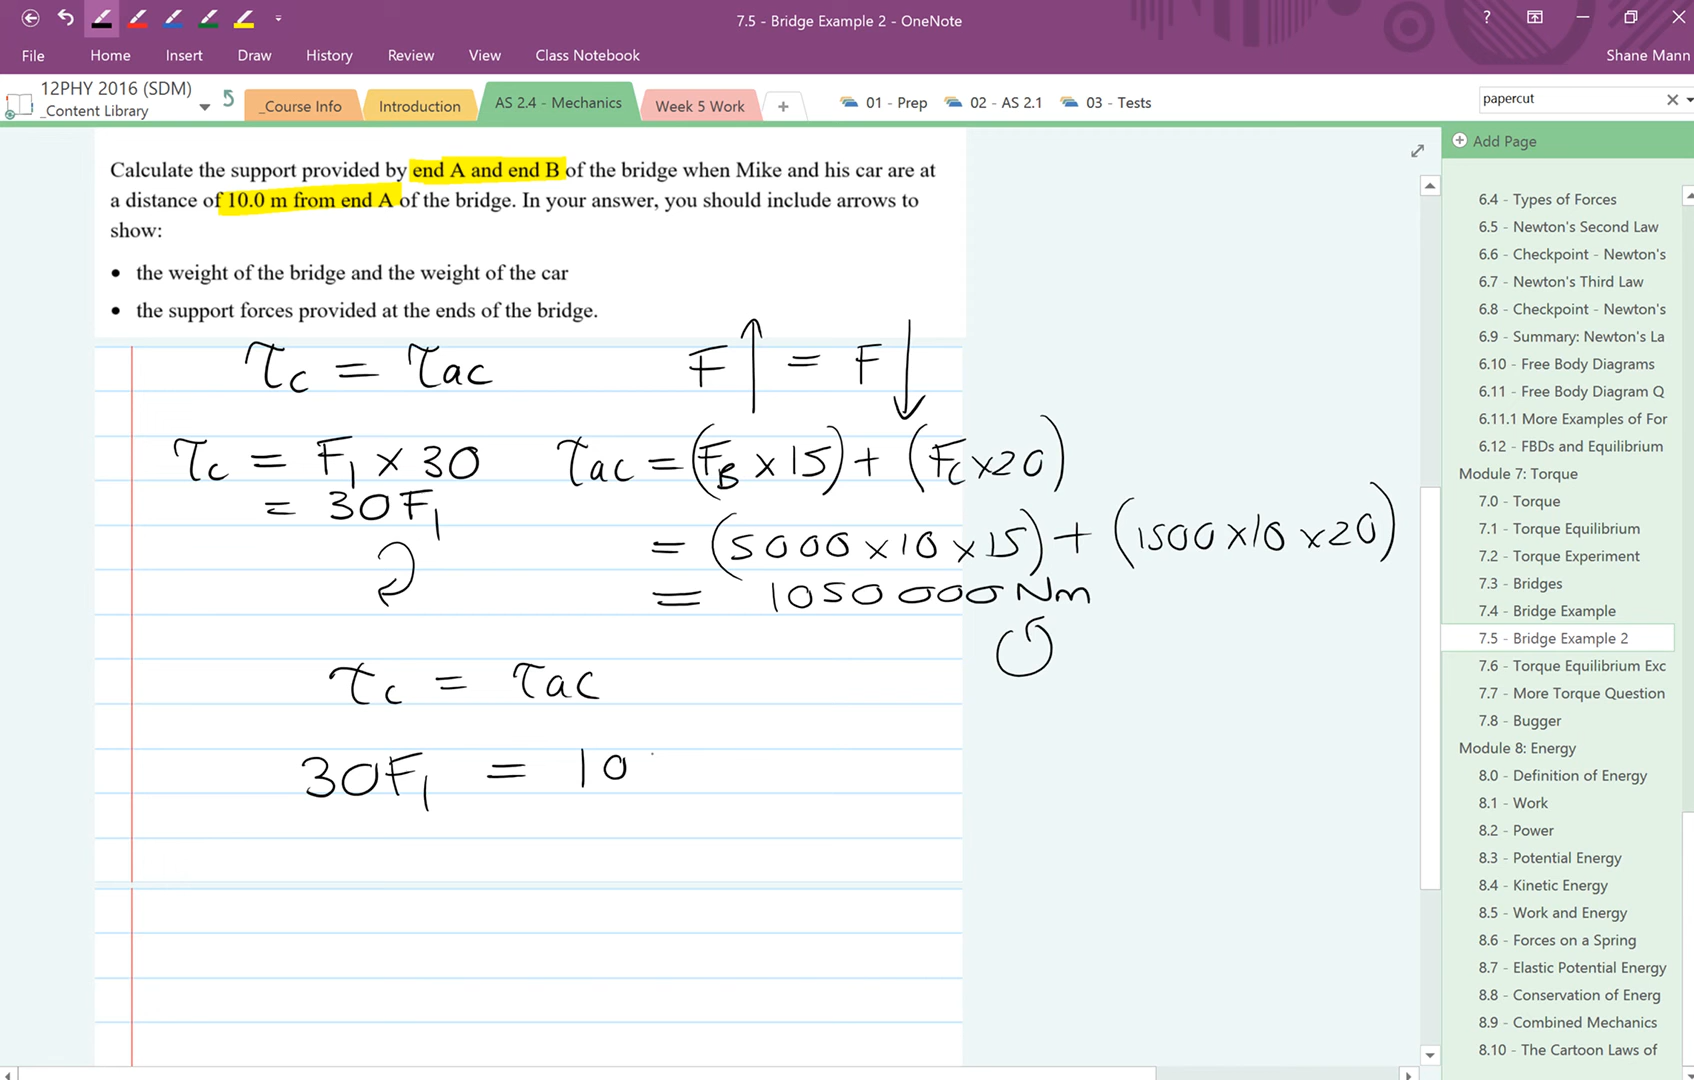 7.5 - Bridge Example 2 - OneNote
?
File Home Insert Draw History Review View Class Notebook
Shane Mann
12PHY 2016 (SDM)
_Content Library
_Course Info Introduction AS 2.4 - Mechanics Week 5 Work + 01 - Prep 02 - AS 2.1 03 - Tests
papercut
Calculate the support provided by end A and end B of the bridge when Mike and his car are at
a distance of 10.0 m from end A of the bridge. In your answer, you should include arrows to
show:
• the weight of the bridge and the weight of the car
• the support forces provided at the ends of the bridge.
τc = τac F↑ = F↓
τc = F₁ × 30 τac = (F_B × 15) + (F_C × 20)
= 30F₁
= (5000 × 10 × 15) + (1500 × 10 × 20)
= 1050 000 Nm
τc = τac
30F₁ = 10
Add Page
6.4 - Types of Forces
6.5 - Newton's Second Law
6.6 - Checkpoint - Newton's
6.7 - Newton's Third Law
6.8 - Checkpoint - Newton's
6.9 - Summary: Newton's La
6.10 - Free Body Diagrams
6.11 - Free Body Diagram Q
6.11.1 More Examples of For
6.12 - FBDs and Equilibrium
Module 7: Torque
7.0 - Torque
7.1 - Torque Equilibrium
7.2 - Torque Experiment
7.3 - Bridges
7.4 - Bridge Example
7.5 - Bridge Example 2
7.6 - Torque Equilibrium Exc
7.7 - More Torque Question
7.8 - Bugger
Module 8: Energy
8.0 - Definition of Energy
8.1 - Work
8.2 - Power
8.3 - Potential Energy
8.4 - Kinetic Energy
8.5 - Work and Energy
8.6 - Forces on a Spring
8.7 - Elastic Potential Energy
8.8 - Conservation of Energ
8.9 - Combined Mechanics
8.10 - The Cartoon Laws of